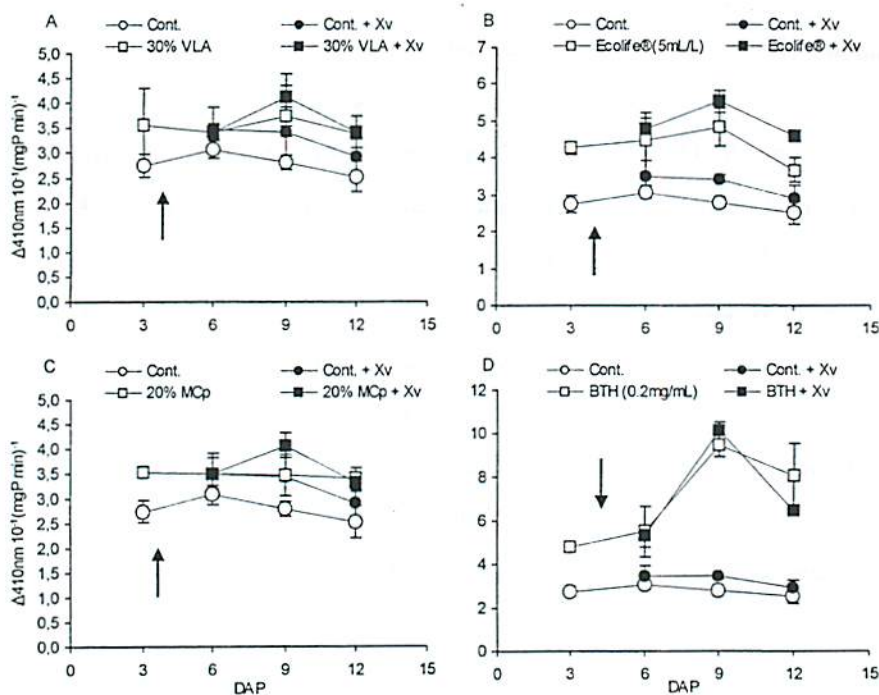 A
Cont.
Cont. + Xv
30% VLA
30% VLA + Xv
Δ410nm 10⁻¹ (mgP min)⁻¹
5,0
4,5
4,0
3,5
3,0
2,5
2,0
1,5
1,0
0,5
0,0
0 3 6 9 12 15
B
Cont.
Cont. + Xv
Ecolife®(5mL/L)
Ecolife® + Xv
7
6
5
4
3
2
1
0
0 3 6 9 12 15
C
Cont.
Cont. + Xv
20% MCp
20% MCp + Xv
Δ410nm 10⁻¹ (mgP min)⁻¹
5,0
4,5
4,0
3,5
3,0
2,5
2,0
1,5
1,0
0,5
0,0
0 3 6 9 12 15
DAP
D
Cont.
Cont. + Xv
BTH (0.2mg/mL)
BTH + Xv
12
10
8
6
4
2
0
0 3 6 9 12 15
DAP